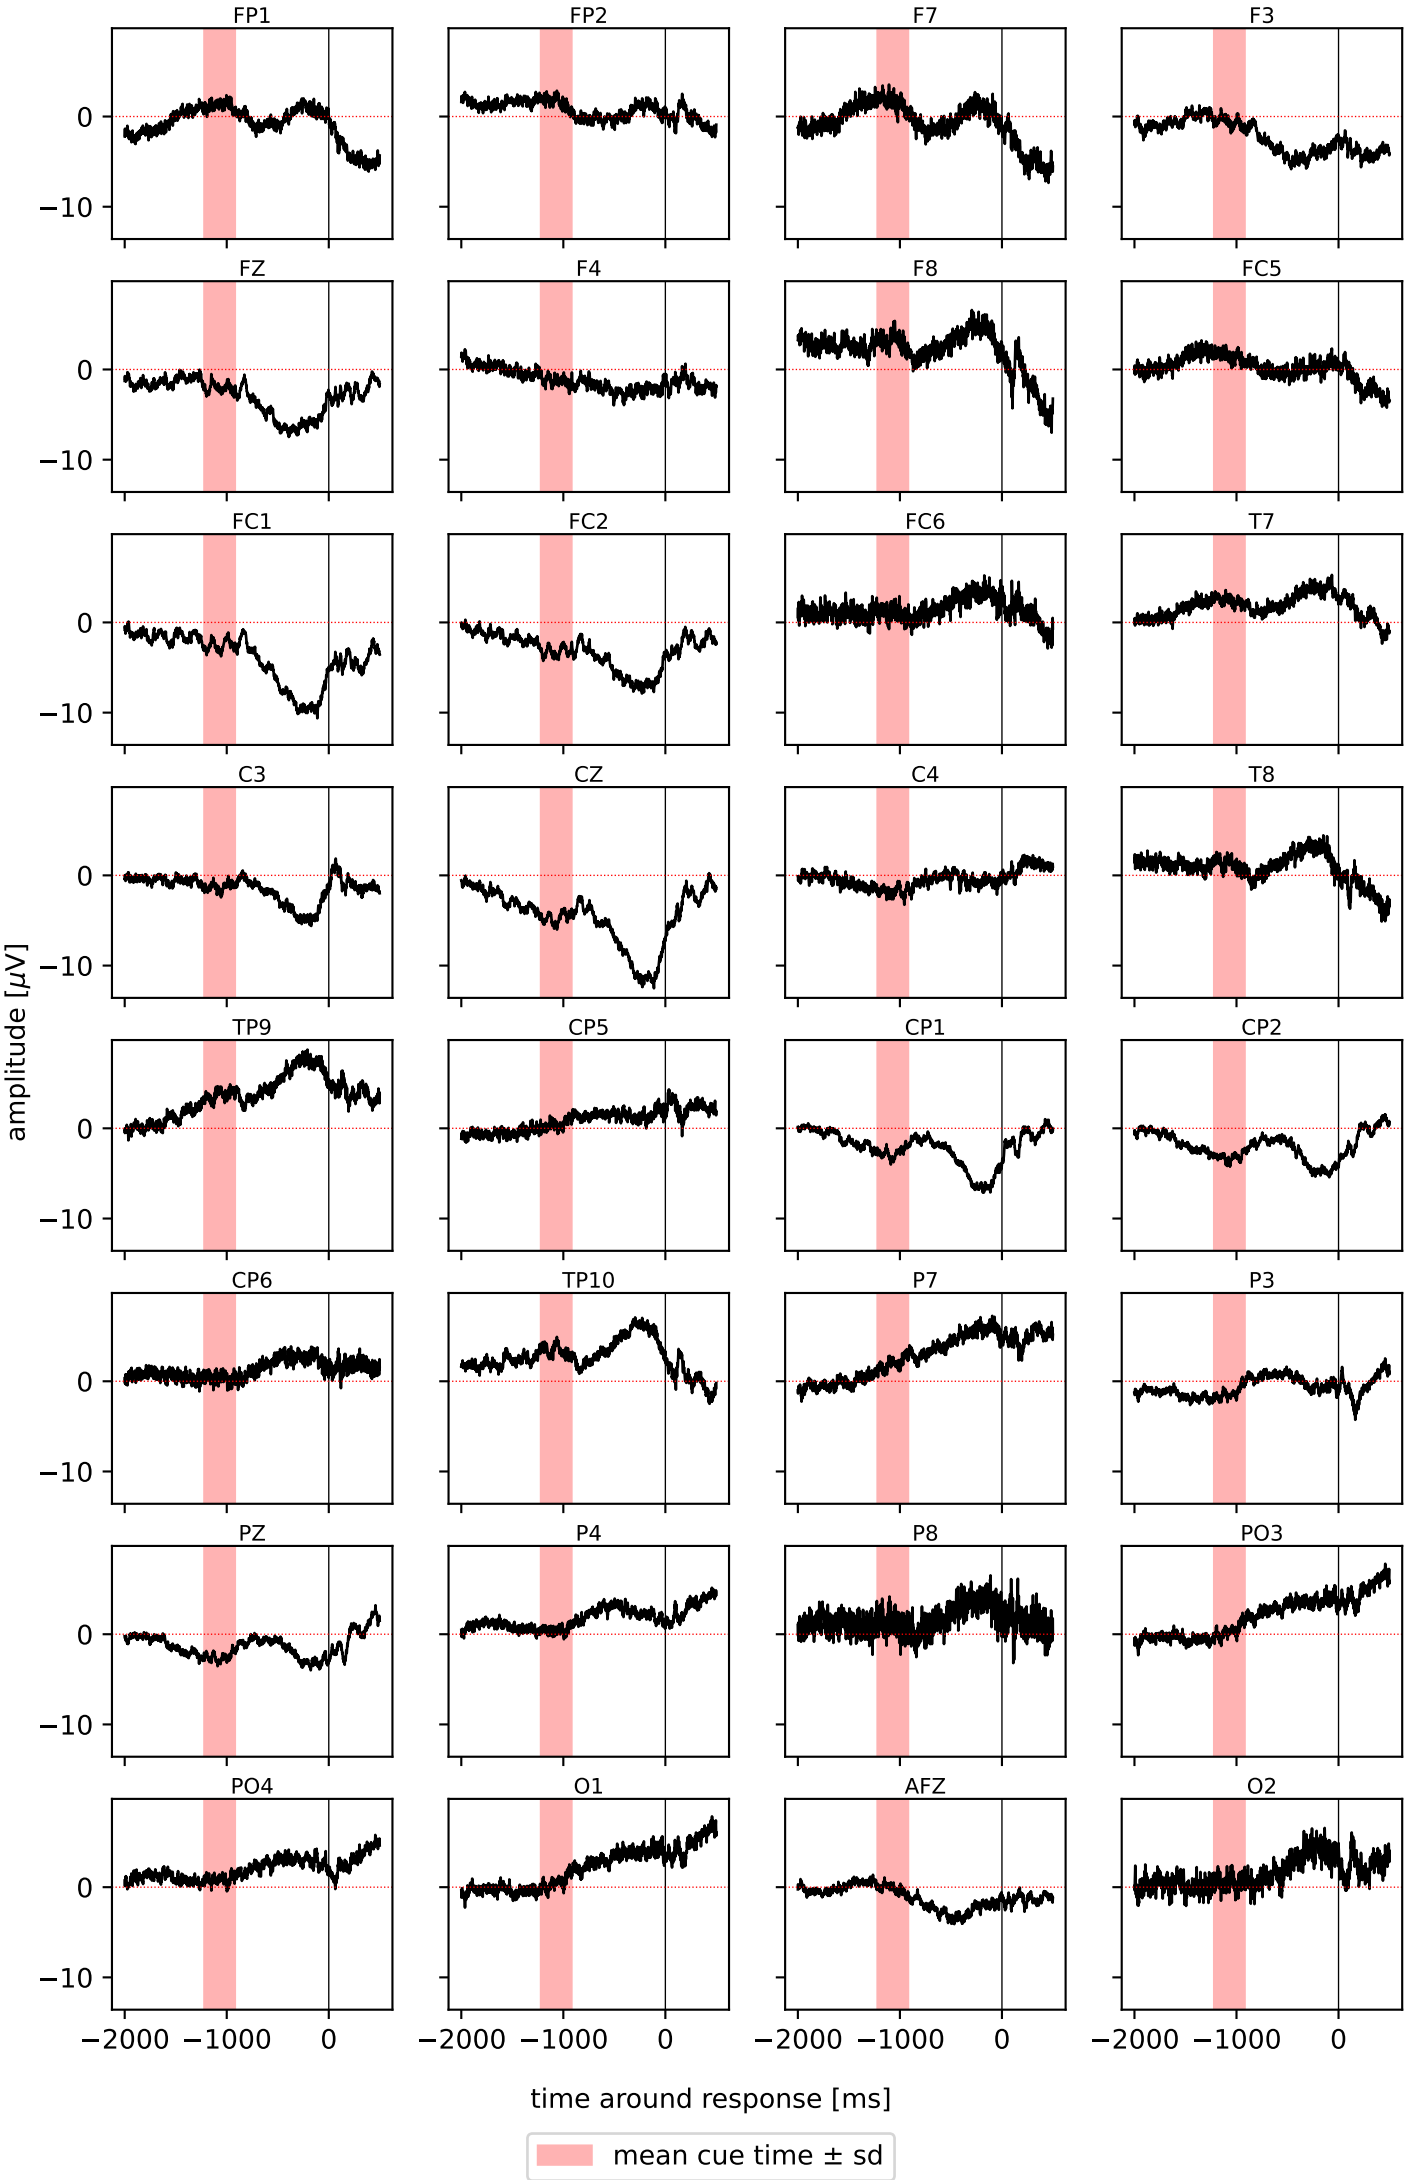 FP1 FP2 F7 F3
0
−10
FZ F4 F8 FC5
0
−10
FC1 FC2 FC6 T7
0
−10
C3 CZ C4 T8
0
−10
TP9 CP5 CP1 CP2
0
−10
CP6 TP10 P7 P3
0
−10
PZ P4 P8 PO3
0
−10
PO4 O1 AFZ O2
0
−10
−2000 −1000 0 −2000 −1000 0 −2000 −1000 0 −2000 −1000 0
amplitude [μV]
time around response [ms]
mean cue time ± sd